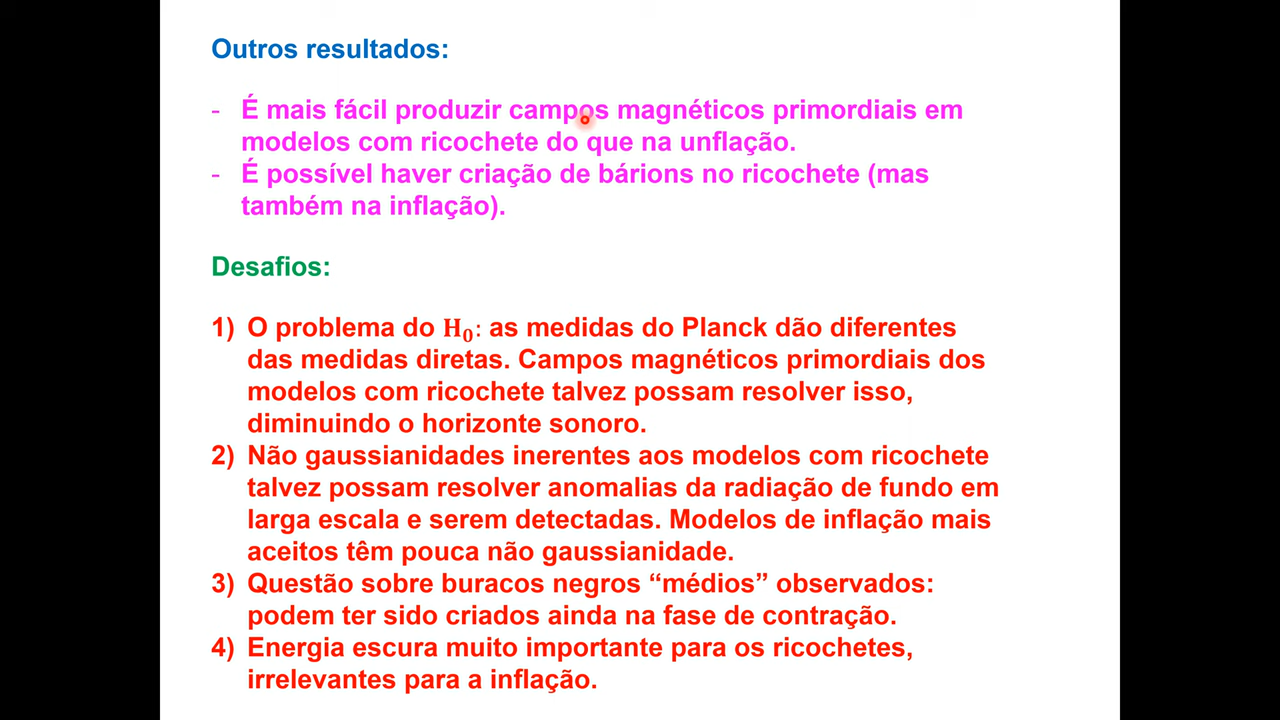 Outros resultados:
- É mais fácil produzir campos magnéticos primordiais em
modelos com ricochete do que na unflação.
- É possível haver criação de bárions no ricochete (mas
também na inflação).
Desafios:
1) O problema do H₀: as medidas do Planck dão diferentes
das medidas diretas. Campos magnéticos primordiais dos
modelos com ricochete talvez possam resolver isso,
diminuindo o horizonte sonoro.
2) Não gaussianidades inerentes aos modelos com ricochete
talvez possam resolver anomalias da radiação de fundo em
larga escala e serem detectadas. Modelos de inflação mais
aceitos têm pouca não gaussianidade.
3) Questão sobre buracos negros “médios” observados:
podem ter sido criados ainda na fase de contração.
4) Energia escura muito importante para os ricochetes,
irrelevantes para a inflação.